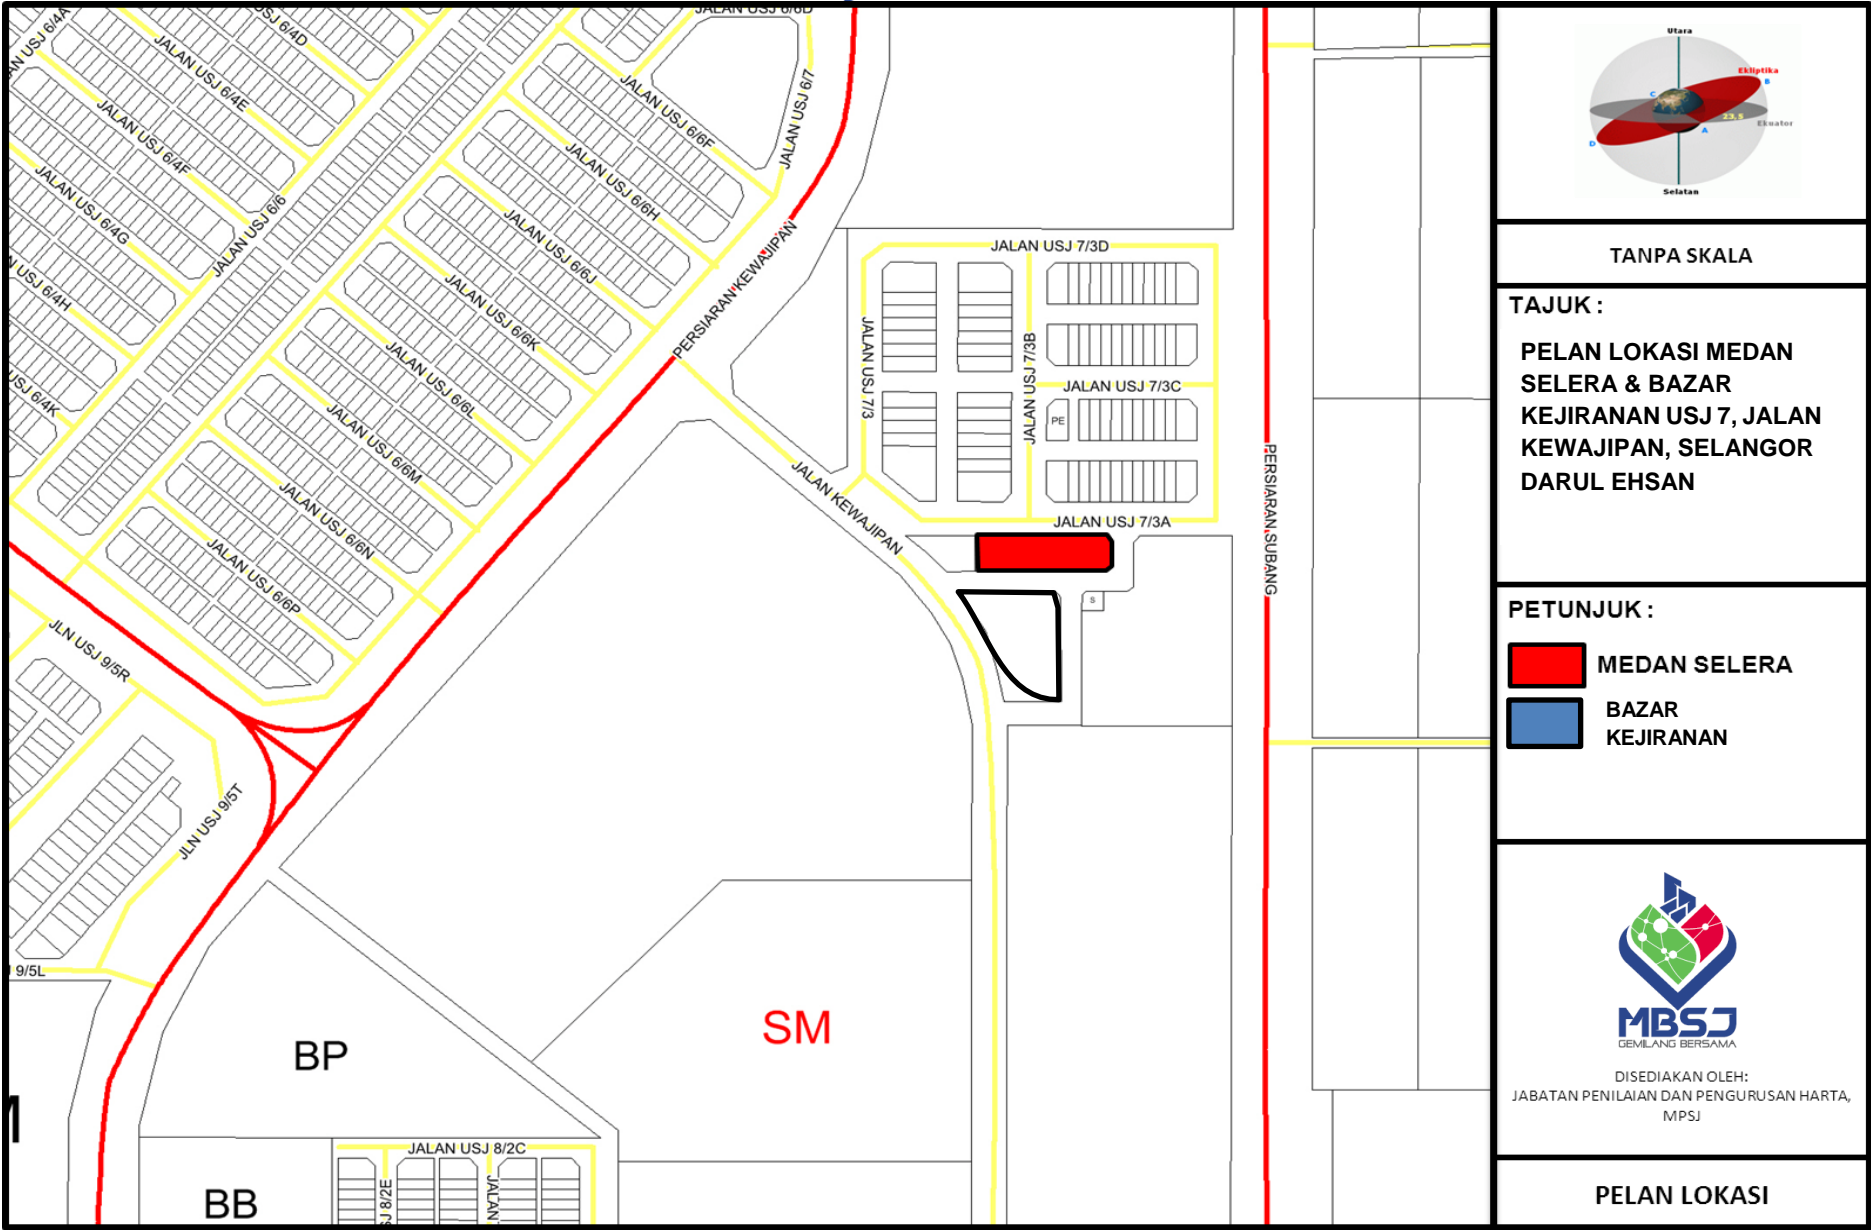 JALAN USJ 6/6D
JALAN USJ 6/4A
USJ 6/4D
JALAN USJ 6/4E
JALAN USJ 6/4F
JALAN USJ 6/4G
JALAN USJ 6/6
N USJ 6/4H
USJ 6/4K
JALAN USJ 6/7
JALAN USJ 6/6F
JALAN USJ 6/6H
JALAN USJ 6/6J
JALAN USJ 6/6K
JALAN USJ 6/6L
JALAN USJ 6/6M
JALAN USJ 6/6N
JALAN USJ 6/6P
PERSIARAN KEWAJIPAN
JALAN USJ 7/3D
JALAN USJ 7/3
JALAN USJ 7/3B
JALAN USJ 7/3C
PE
JALAN USJ 7/3A
JALAN KEWAJIPAN
PERSIARAN SUBANG
S
JLN USJ 9/5R
JLN USJ 9/5T
9/5L
BP
SM
BB
JALAN USJ 8/2C
SJ 8/2E
JALAN
Utara
Ekliptika
B
C
23,5
Ekuator
A
D
Selatan
TANPA SKALA
TAJUK :
PELAN LOKASI MEDAN
SELERA & BAZAR
KEJIRANAN USJ 7, JALAN
KEWAJIPAN, SELANGOR
DARUL EHSAN
PETUNJUK :
MEDAN SELERA
BAZAR
KEJIRANAN
MBSJ
GEMILANG BERSAMA
DISEDIAKAN OLEH:
JABATAN PENILAIAN DAN PENGURUSAN HARTA,
MPSJ
PELAN LOKASI